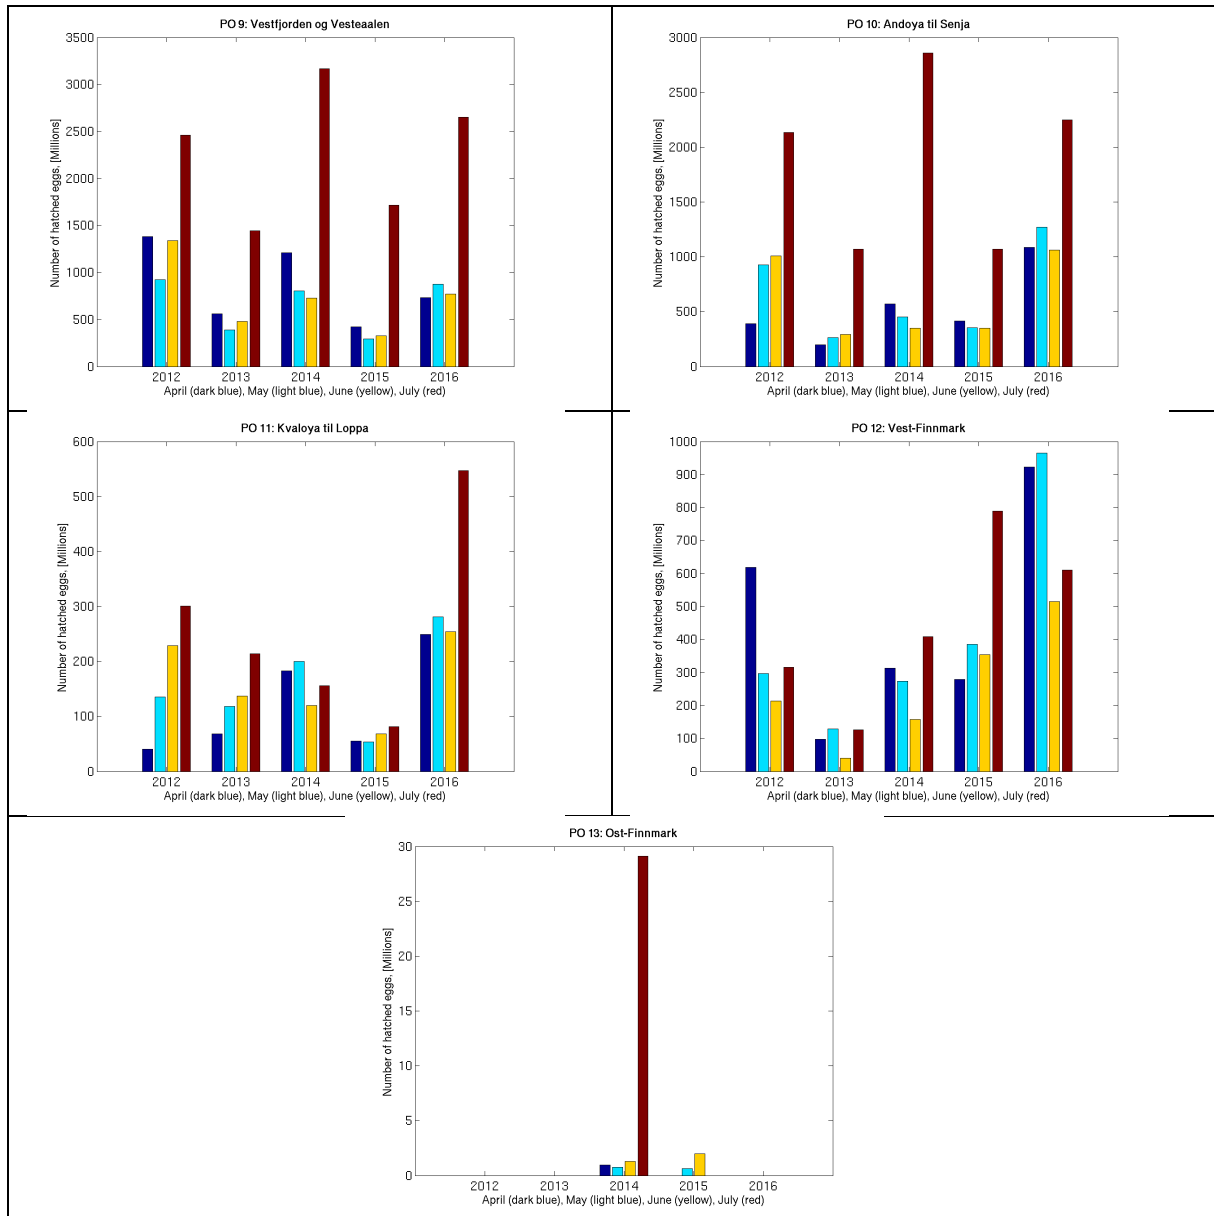 PO 9: Vestfjorden og Vesteaalen
3500
3000
2500
2000
1500
1000
500
0
Number of hatched eggs, [Millions]
2012 2013 2014 2015 2016
April (dark blue), May (light blue), June (yellow), July (red)
PO 10: Andoya til Senja
3000
2500
2000
1500
1000
500
0
Number of hatched eggs, [Millions]
2012 2013 2014 2015 2016
April (dark blue), May (light blue), June (yellow), July (red)
PO 11: Kvaloya til Loppa
600
500
400
300
200
100
0
Number of hatched eggs, [Millions]
2012 2013 2014 2015 2016
April (dark blue), May (light blue), June (yellow), July (red)
PO 12: Vest-Finnmark
1000
900
800
700
600
500
400
300
200
100
0
Number of hatched eggs, [Millions]
2012 2013 2014 2015 2016
April (dark blue), May (light blue), June (yellow), July (red)
PO 13: Ost-Finnmark
30
25
20
15
10
5
0
Number of hatched eggs, [Millions]
2012 2013 2014 2015 2016
April (dark blue), May (light blue), June (yellow), July (red)